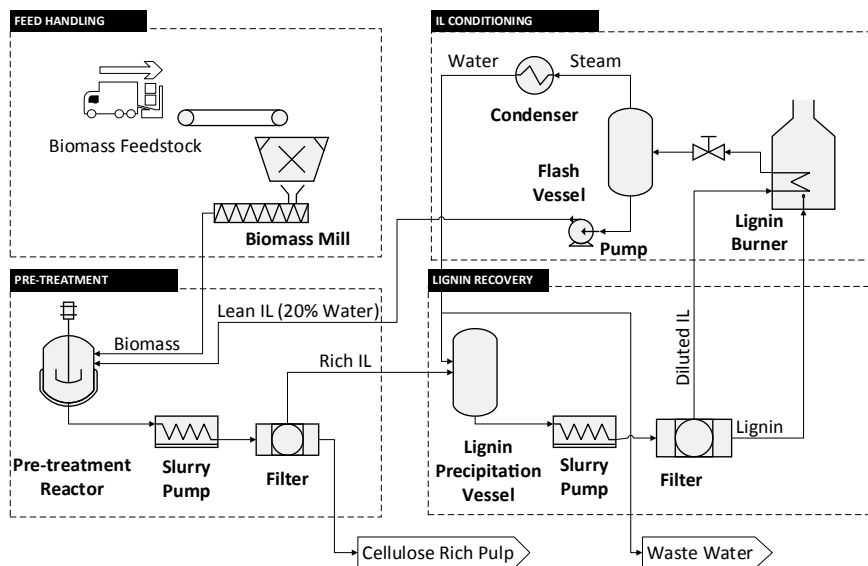 FEED HANDLING
Biomass Feedstock
Biomass Mill
IL CONDITIONING
Water
Steam
Condenser
Flash
Vessel
Pump
Lignin
Burner
PRE-TREATMENT
Lean IL (20% Water)
Biomass
Rich IL
Pre-treatment
Reactor
Slurry
Pump
Filter
Cellulose Rich Pulp
LIGNIN RECOVERY
Diluted IL
Lignin
Lignin
Precipitation
Vessel
Slurry
Pump
Filter
Waste Water